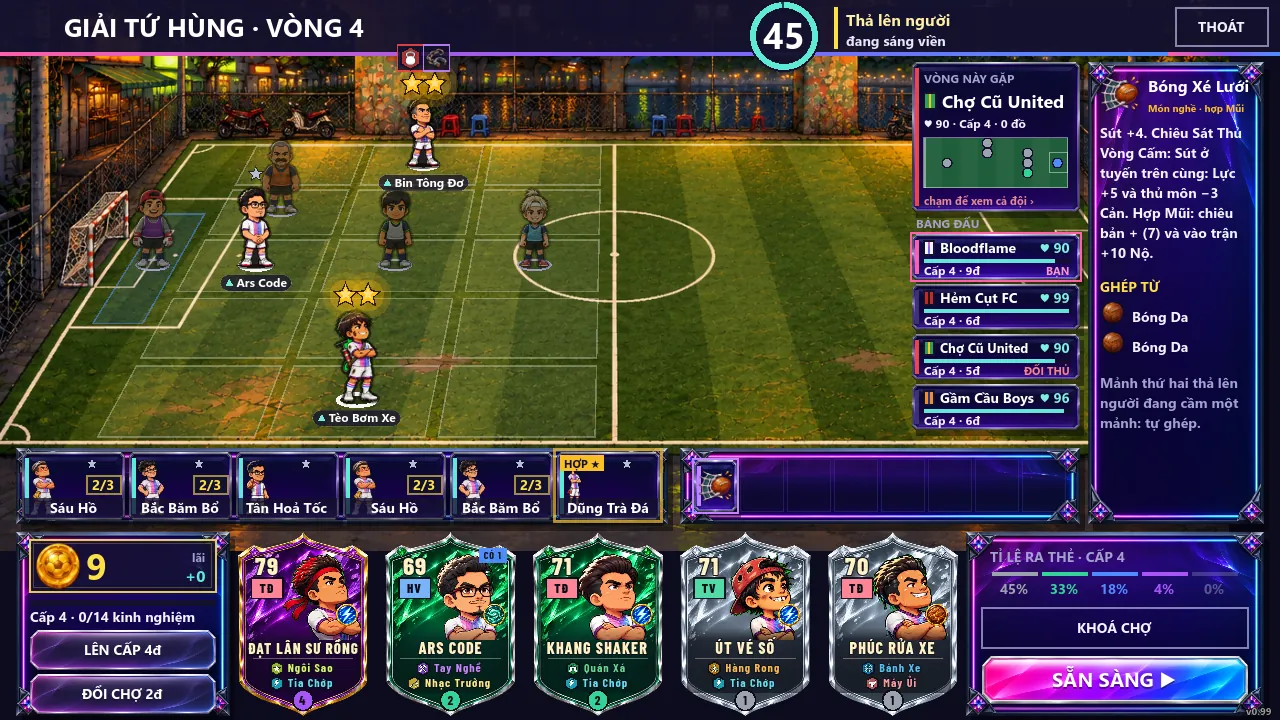 GIẢI TỨ HÙNG · VÒNG 4
45
Thả lên người
đang sáng viền
THOÁT
VÒNG NÀY GẶP
Chợ Cũ United
♥ 90 · Cấp 4 · 0 đồ
chạm để xem cả đội ›
BẢNG ĐẤU
Bloodflame ♥ 90
Cấp 4 · 9đ BẠN
Hẻm Cụt FC ♥ 99
Cấp 4 · 6đ
Chợ Cũ United ♥ 90
Cấp 4 · 5đ ĐỐI THỦ
Gầm Cầu Boys ♥ 96
Cấp 4 · 6đ
Bóng Xé Lưới
Món nghề · hợp Mũi
Sút +4. Chiêu Sát Thủ
Vòng Cấm: Sút ở
tuyến trên cùng: Lực
+5 và thủ môn −3
Cản. Hợp Mũi: chiêu
bản + (7) và vào trận
+10 Nộ.
GHÉP TỪ
Bóng Da
Bóng Da
Mảnh thứ hai thả lên
người đang cầm một
mảnh: tự ghép.
Bin Tông Đơ
Ars Code
Tèo Bơm Xe
2/3
Sáu Hồ
2/3
Bắc Băm Bổ
Tân Hoả Tốc
2/3
Sáu Hồ
2/3
Bắc Băm Bổ
HỢP ★
Dũng Trà Đá
9
lãi
+0
Cấp 4 · 0/14 kinh nghiệm
LÊN CẤP 4đ
ĐỔI CHỢ 2đ
79
TĐ
ĐẠT LÂN SƯ RỒNG
Ngôi Sao
Tia Chớp
4
69
CÓ 1
HV
ARS CODE
Tay Nghề
Nhạc Trưởng
2
71
TĐ
KHANG SHAKER
Quán Xá
Tia Chớp
2
71
TV
ÚT VÉ SỐ
Hàng Rong
Tia Chớp
1
70
TĐ
PHÚC RỬA XE
Bánh Xe
Máy Ủi
1
TỈ LỆ RA THẺ · CẤP 4
45% 33% 18% 4% 0%
KHOÁ CHỢ
SẴN SÀNG ▶
v0.99